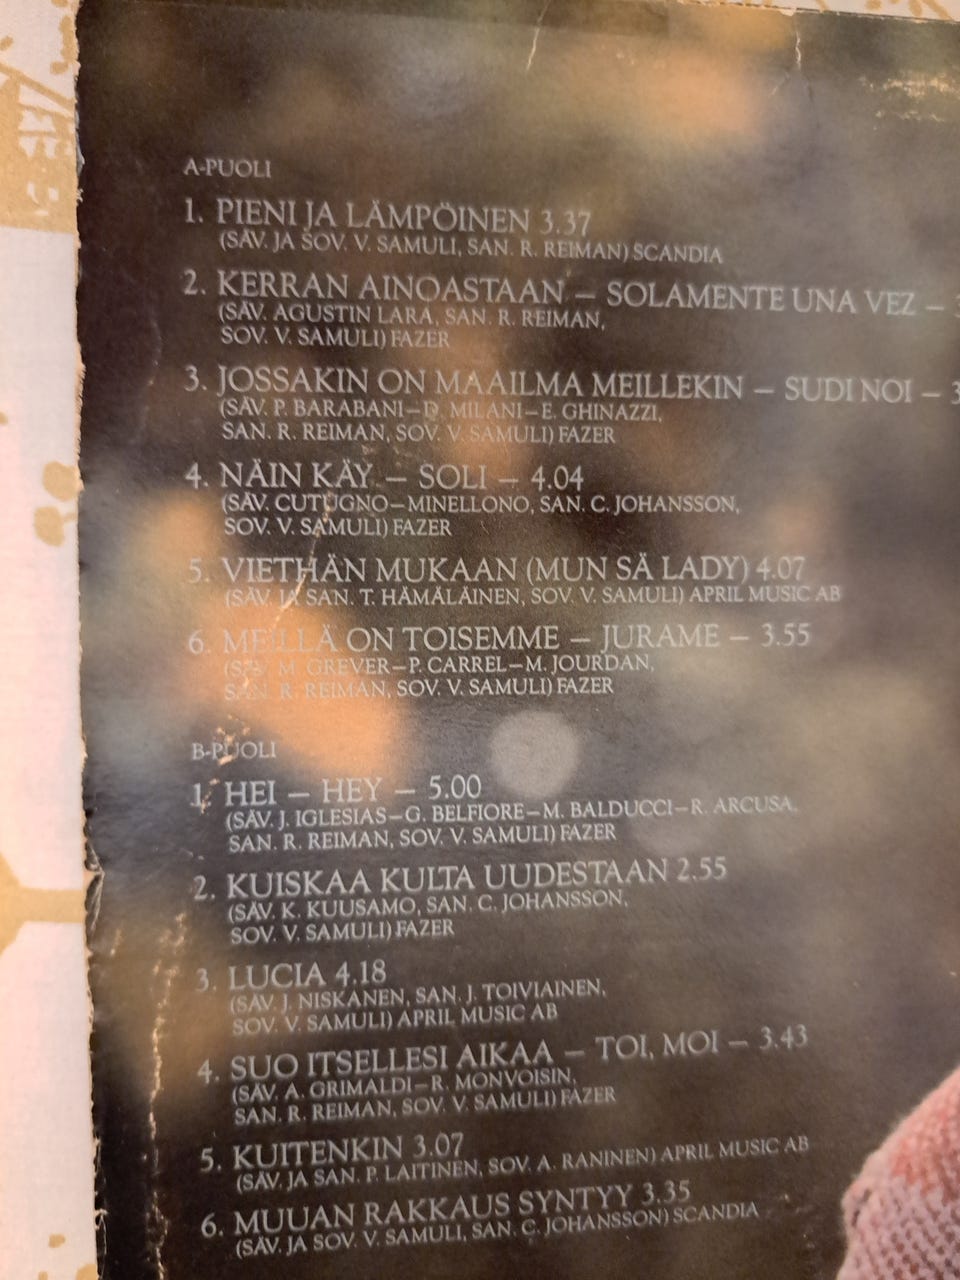 A-PUOLI
1. PIENI JA LÄMPÖINEN 3.37
(SÄV. JA SOV. V. SAMULI, SAN. R. REIMAN) SCANDIA
2. KERRAN AINOASTAAN – SOLAMENTE UNA VEZ –
(SÄV. AGUSTIN LARA, SAN. R. REIMAN,
SOV. V. SAMULI) FAZER
3. JOSSAKIN ON MAAILMA MEILLEKIN – SUDI NOI – 3
(SÄV. P. BARABANI–D. MILANI–E. GHINAZZI,
SAN. R. REIMAN, SOV. V. SAMULI) FAZER
4. NÄIN KÄY – SOLI – 4.04
(SÄV. CUTUGNO–MINELLONO, SAN. C. JOHANSSON,
SOV. V. SAMULI) FAZER
5. VIETHÄN MUKAAN (MUN SÄ LADY) 4.07
(SÄV. JA SAN. T. HÄMÄLÄINEN, SOV. V. SAMULI) APRIL MUSIC AB
6. MEILLÄ ON TOISEMME – JURAME – 3.55
(SÄV. M. GREVER–P. CARREL–M. JOURDAN,
SAN. R. REIMAN, SOV. V. SAMULI) FAZER
B-PUOLI
1. HEI – HEY – 5.00
(SÄV. J. IGLESIAS–G. BELFIORE–M. BALDUCCI–R. ARCUSA,
SAN. R. REIMAN, SOV. V. SAMULI) FAZER
2. KUISKAA KULTA UUDESTAAN 2.55
(SÄV. K. KUUSAMO, SAN. C. JOHANSSON,
SOV. V. SAMULI) FAZER
3. LUCIA 4.18
(SÄV J. NISKANEN, SAN. J. TOIVIAINEN,
SOV. V. SAMULI) APRIL MUSIC AB
4. SUO ITSELLESI AIKAA – TOI, MOI – 3.43
(SÄV. A. GRIMALDI–R. MONVOISIN,
SAN. R. REIMAN, SOV. V. SAMULI) FAZER
5. KUITENKIN 3.07
(SÄV. JA SAN. P. LAITINEN, SOV. A. RANINEN) APRIL MUSIC AB
6. MUUAN RAKKAUS SYNTYY 3.35
(SÄV. JA SOV. V. SAMULI, SAN. C. JOHANSSON) SCANDIA